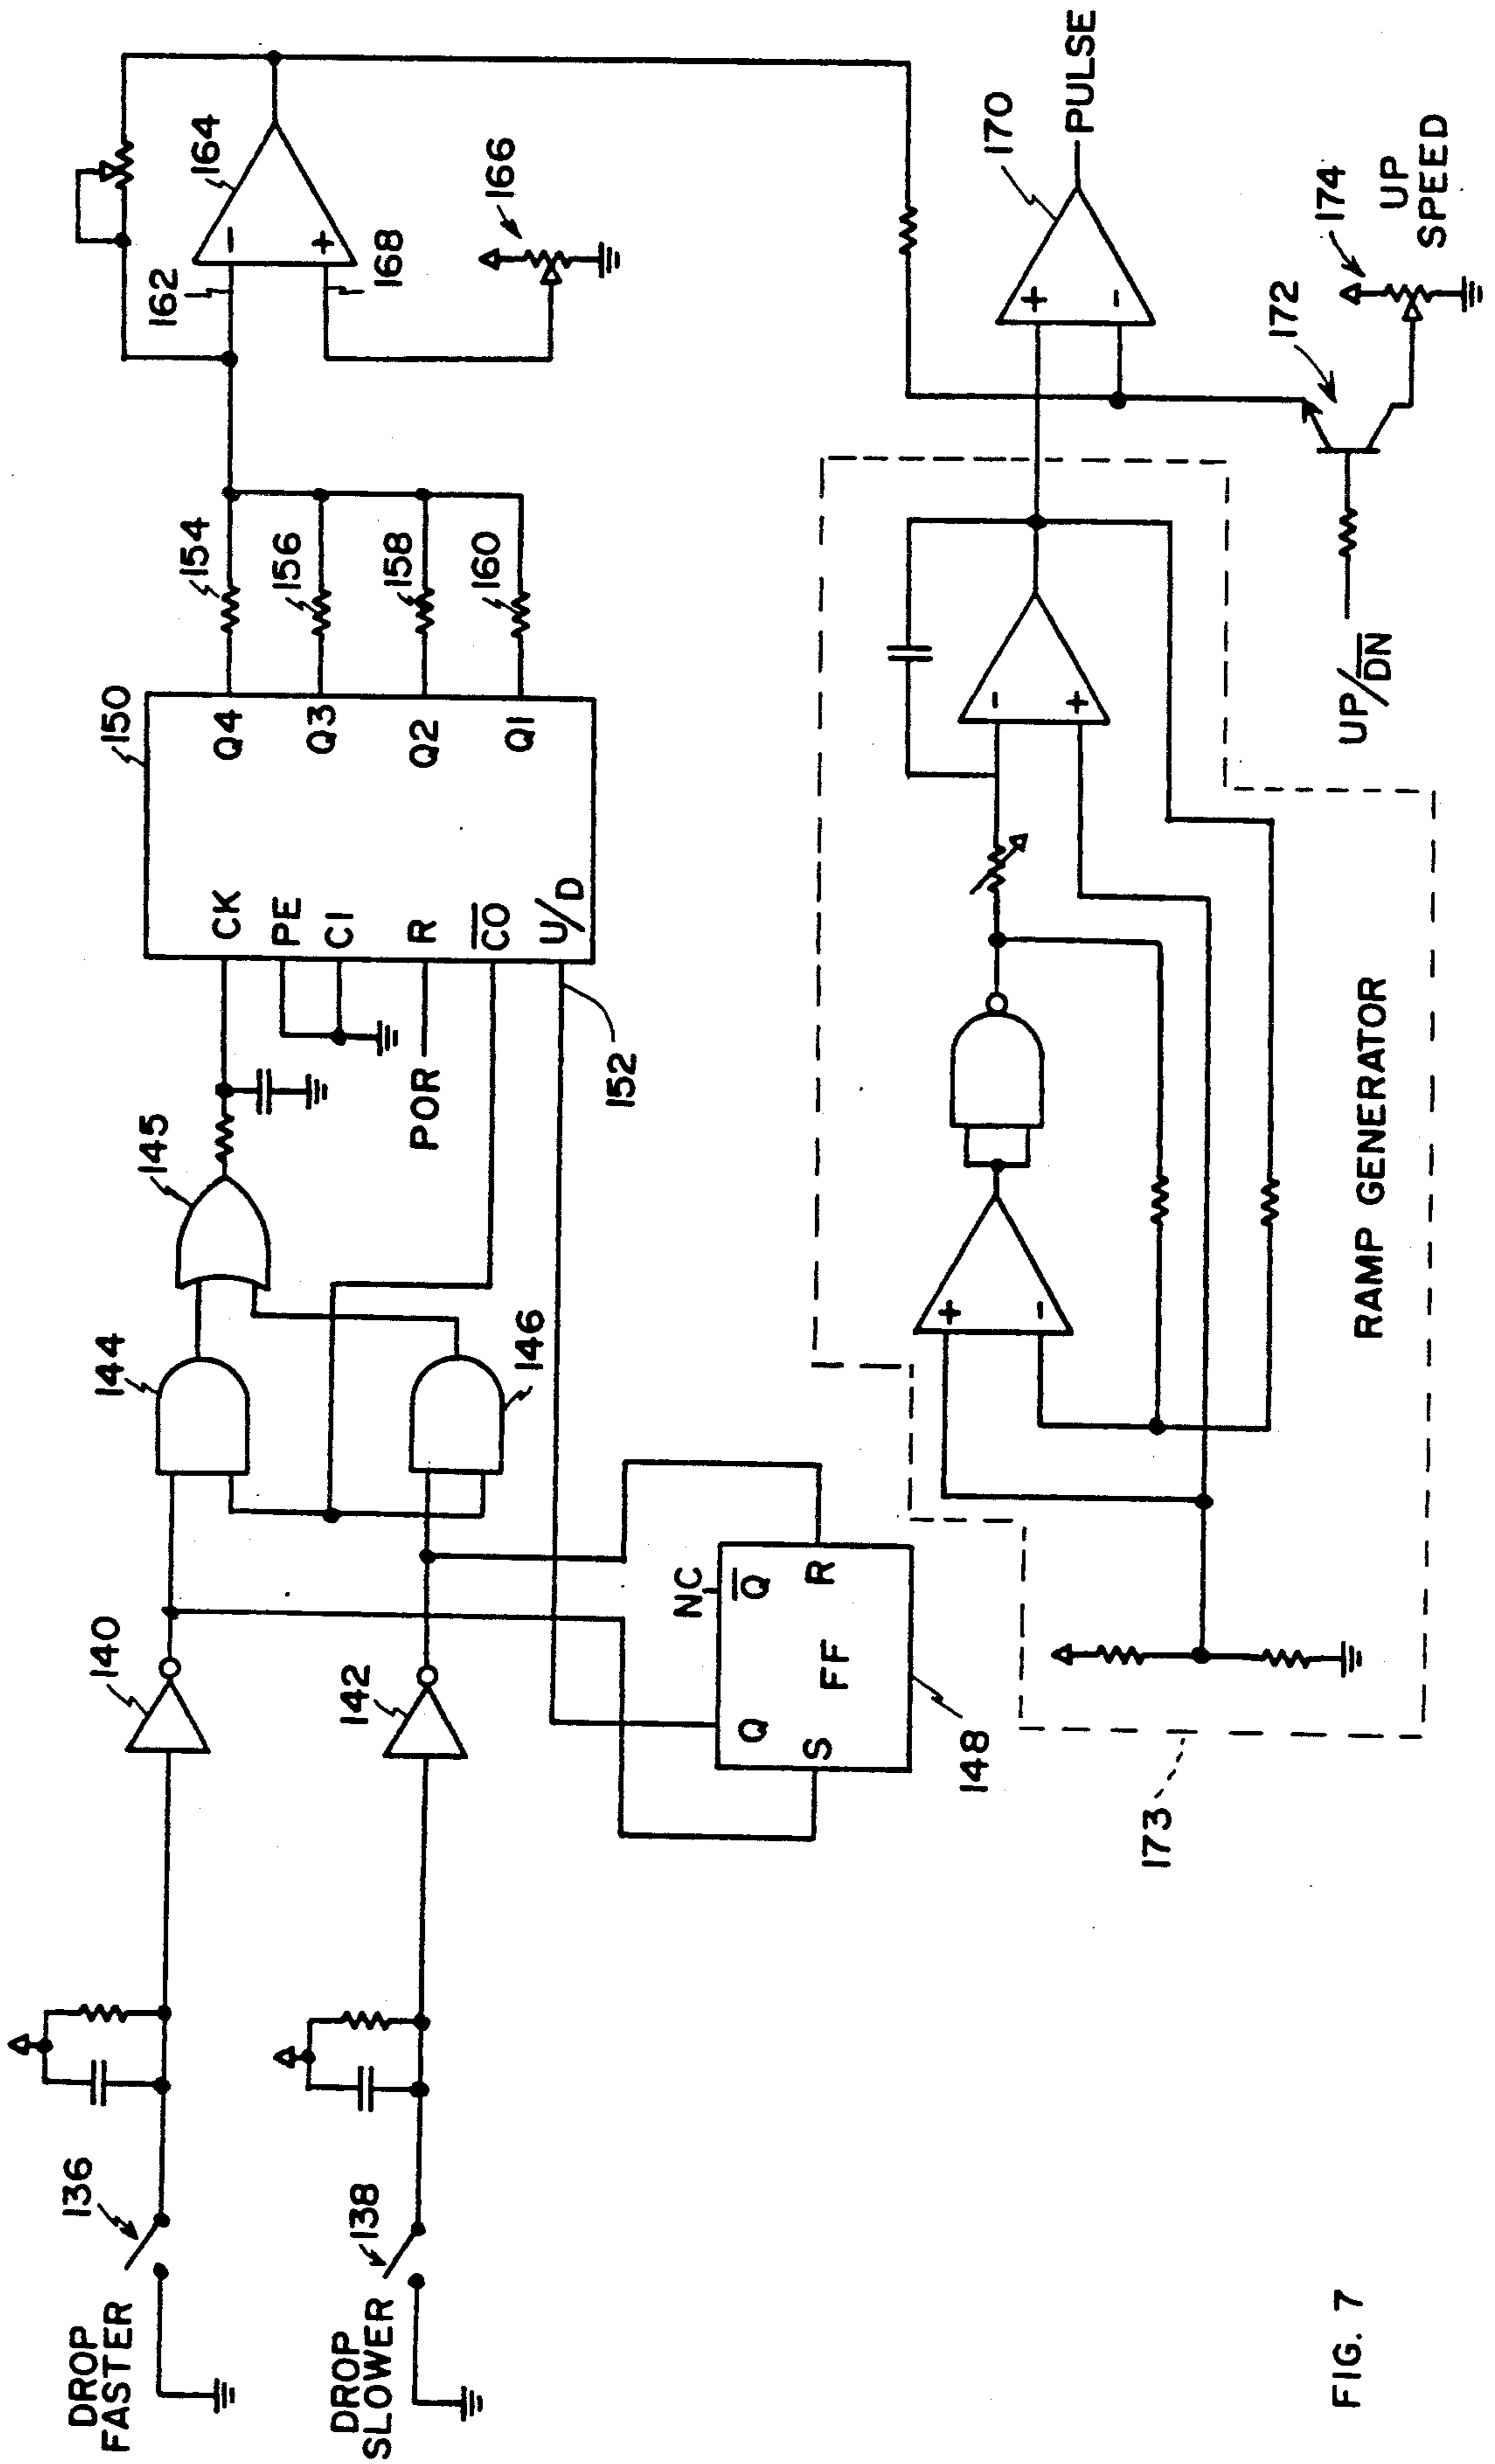 DROP
FASTER
136
140
144
145
CK
PE
CI
R
CO
U/D
150
Q4
Q3
Q2
Q1
154
156
158
160
162
164
166
168
-
+
DROP
SLOWER
138
142
146
POR
152
NC
Q
Q
S
R
FF
148
173
+
-
-
+
RAMP GENERATOR
+
-
170
PULSE
UP/DN
172
174
UP
SPEED
FIG. 7